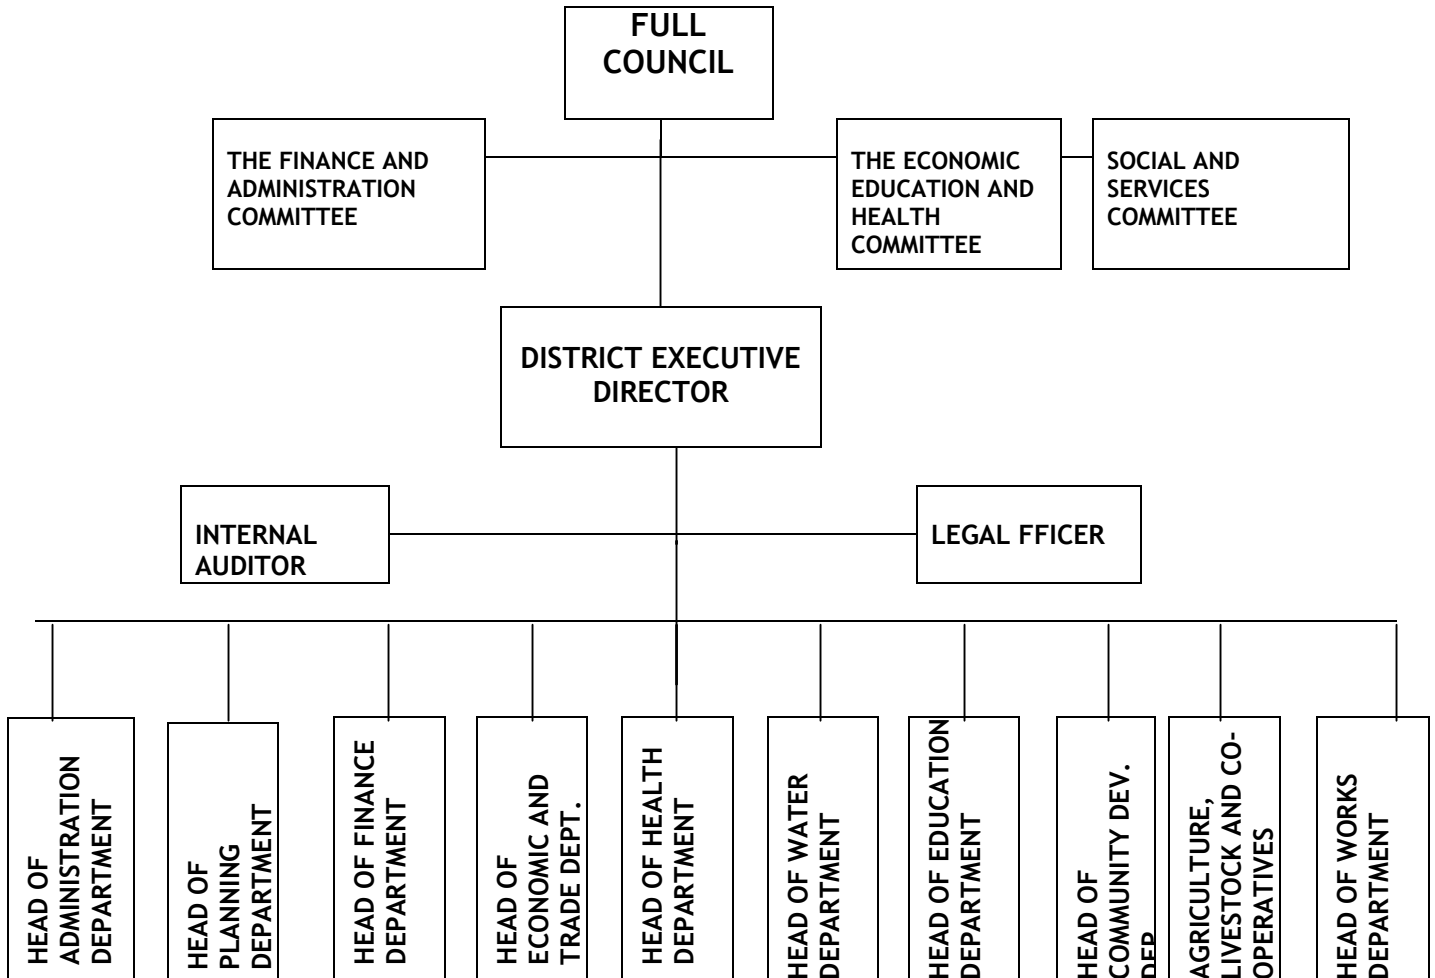 FULL
COUNCIL
THE FINANCE AND
ADMINISTRATION
COMMITTEE
THE ECONOMIC
EDUCATION AND
HEALTH
COMMITTEE
SOCIAL AND
SERVICES
COMMITTEE
DISTRICT EXECUTIVE
DIRECTOR
INTERNAL
AUDITOR
LEGAL FFICER
HEAD OF
ADMINISTRATION
DEPARTMENT
HEAD OF
PLANNING
DEPARTMENT
HEAD OF FINANCE
DEPARTMENT
HEAD OF
ECONOMIC AND
TRADE DEPT.
HEAD OF HEALTH
DEPARTMENT
HEAD OF WATER
DEPARTMENT
HEAD OF EDUCATION
DEPARTMENT
HEAD OF
COMMUNITY DEV.
DEP
AGRICULTURE,
LIVESTOCK AND CO-
OPERATIVES
HEAD OF WORKS
DEPARTMENT